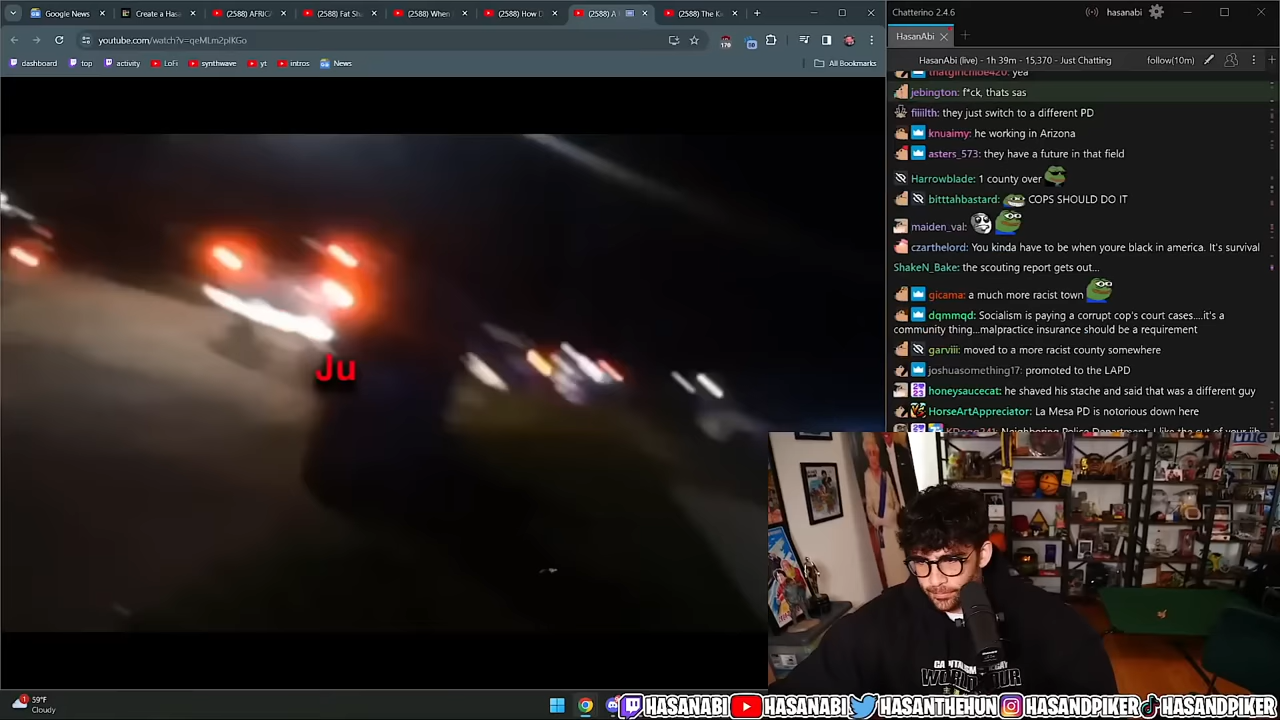 Google News
Create a Hasa
(2588) AFRICA
(2588) Fat Sha
(2588) When
(2588) How D
(2588) A
(2588) The Ki
youtube.com/watch?v=qeMLm2plKGo
dashboard
top
activity
LoFi
synthwave
yt
intros
News
All Bookmarks
Ju
Chatterino 2.4.6
hasanabi
HasanAbi
HasanAbi (live) - 1h 39m - 15,370 - Just Chatting
follow(10m)
thatgirlchloe420: yea
jebington: f*ck, thats sas
fiiiilth: they just switch to a different PD
knuaimy: he working in Arizona
asters_573: they have a future in that field
Harrowblade: 1 county over
bitttahbastard: COPS SHOULD DO IT
maiden_val:
czarthelord: You kinda have to be when youre black in america. It's survival
ShakeN_Bake: the scouting report gets out...
gicama: a much more racist town
dqmmqd: Socialism is paying a corrupt cop's court cases....it's a
community thing...malpractice insurance should be a requirement
garviii: moved to a more racist county somewhere
joshuasomething17: promoted to the LAPD
honeysaucecat: he shaved his stache and said that was a different guy
HorseArtAppreciator: La Mesa PD is notorious down here
59°F
Cloudy
HASANABI
HASANABI
HASANTHEHUN
HASANDPIKER
HASANDPIKER